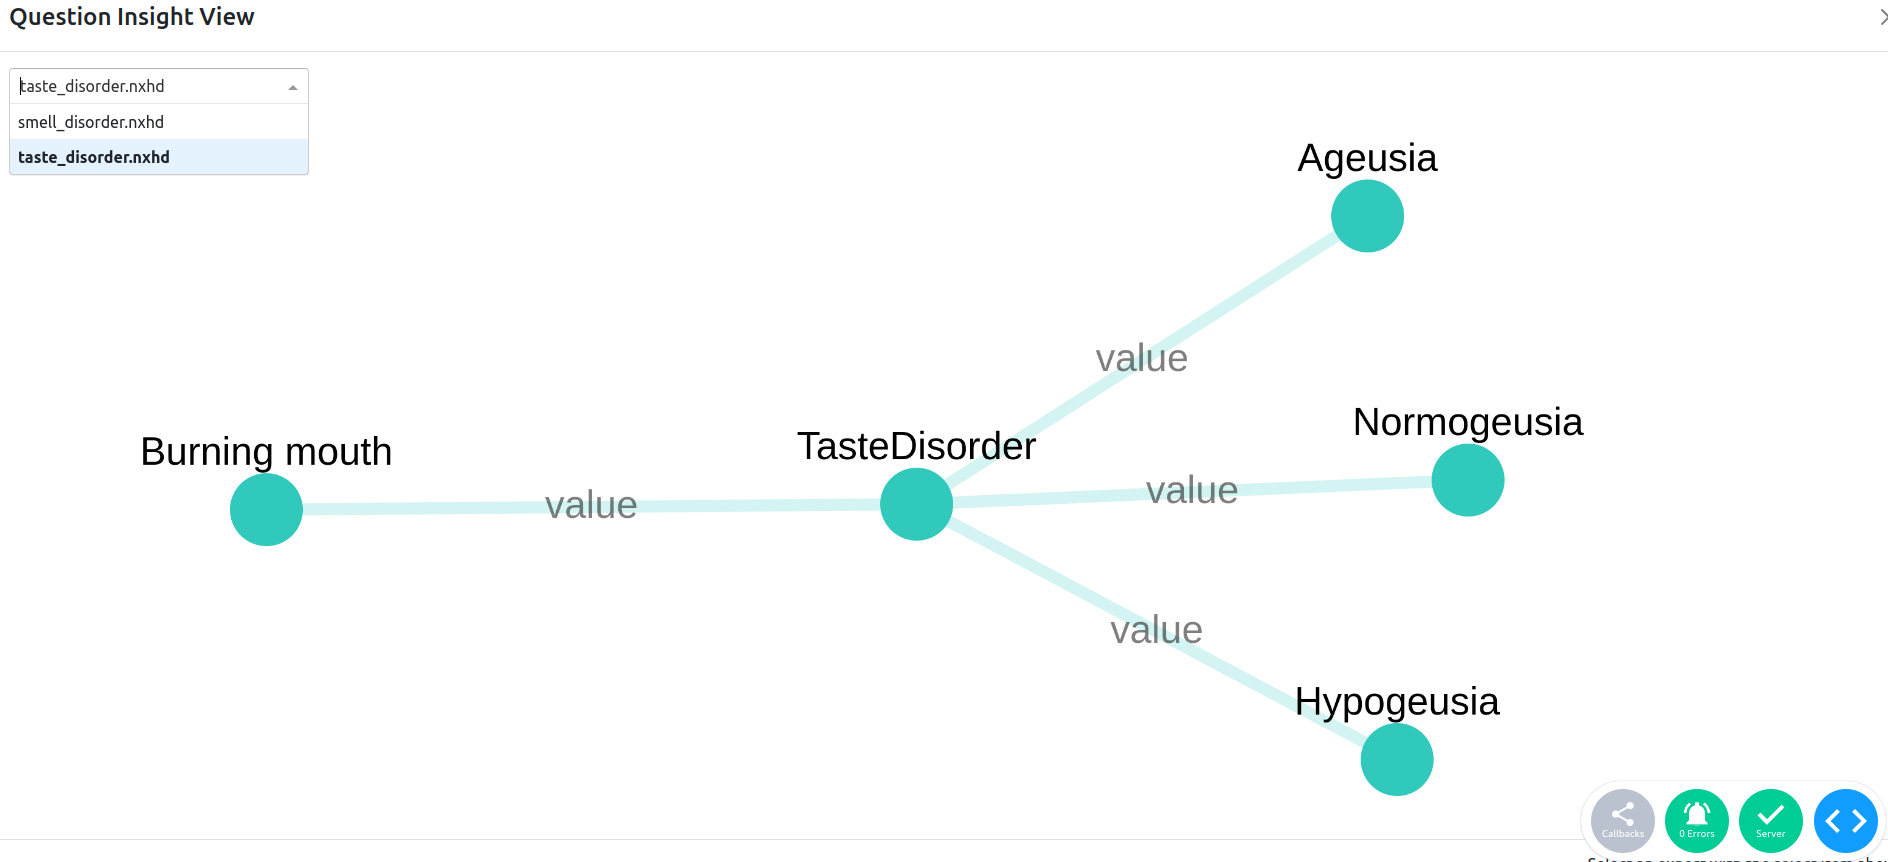 Question Insight View
taste_disorder.nxhd
smell_disorder.nxhd
taste_disorder.nxhd
Ageusia
value
Normogeusia
Burning mouth
TasteDisorder
value
value
value
Hypogeusia
Callbacks
0 Errors
Server